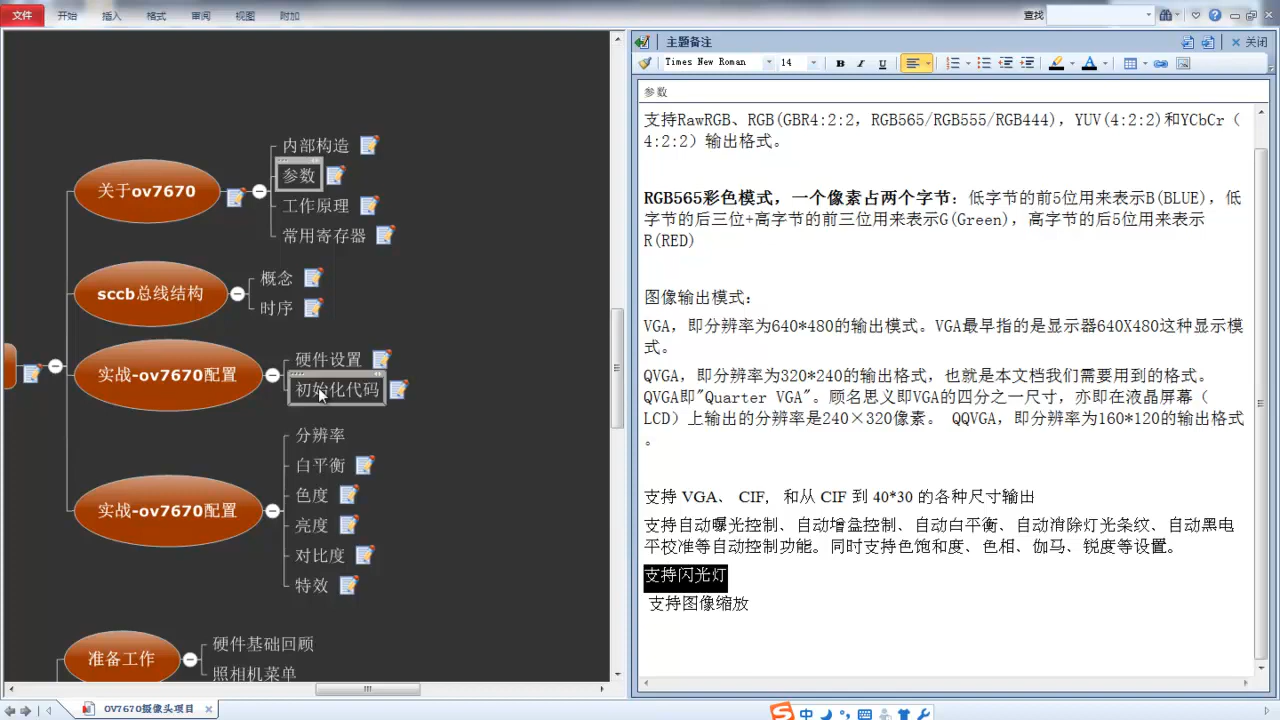 文件 开始 插入 格式 审阅 视图 附加 查找
主题备注 关闭
Times New Roman 14 B I U A
参数
支持RawRGB、RGB(GBR4:2:2，RGB565/RGB555/RGB444)，YUV(4:2:2)和YCbCr（
4:2:2）输出格式。
RGB565彩色模式，一个像素占两个字节：低字节的前5位用来表示B(BLUE)，低
字节的后三位+高字节的前三位用来表示G(Green)，高字节的后5位用来表示
R(RED)
图像输出模式：
VGA，即分辨率为640*480的输出模式。VGA最早指的是显示器640X480这种显示模
式。
QVGA，即分辨率为320*240的输出格式，也就是本文档我们需要用到的格式。
QVGA即"Quarter VGA"。顾名思义即VGA的四分之一尺寸，亦即在液晶屏幕（
LCD）上输出的分辨率是240×320像素。 QQVGA，即分辨率为160*120的输出格式
。
支持 VGA、 CIF， 和从 CIF 到 40*30 的各种尺寸输出
支持自动曝光控制、自动增益控制、自动白平衡、自动消除灯光条纹、自动黑电
平校准等自动控制功能。同时支持色饱和度、色相、伽马、锐度等设置。
支持闪光灯
支持图像缩放
关于ov7670
内部构造
参数
工作原理
常用寄存器
sccb总线结构
概念
时序
实战-ov7670配置
硬件设置
初始化代码
实战-ov7670配置
分辨率
白平衡
色度
亮度
对比度
特效
准备工作
硬件基础回顾
照相机菜单
OV7670摄像头项目
中